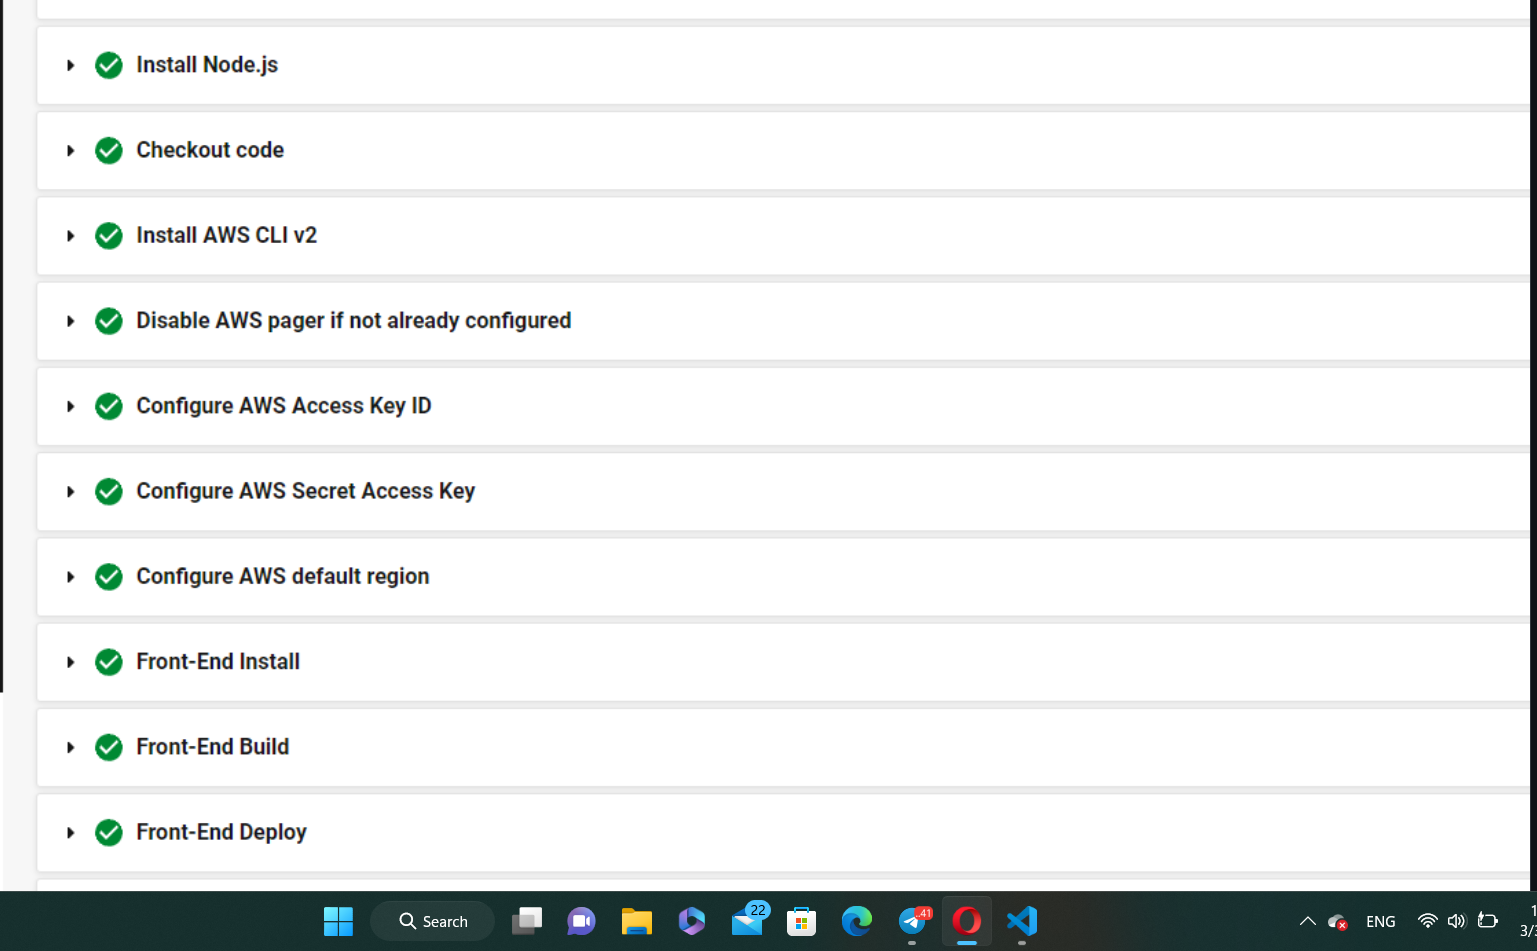 Install Node.js
Checkout code
Install AWS CLI v2
Disable AWS pager if not already configured
Configure AWS Access Key ID
Configure AWS Secret Access Key
Configure AWS default region
Front-End Install
Front-End Build
Front-End Deploy
Search
22
41
ENG